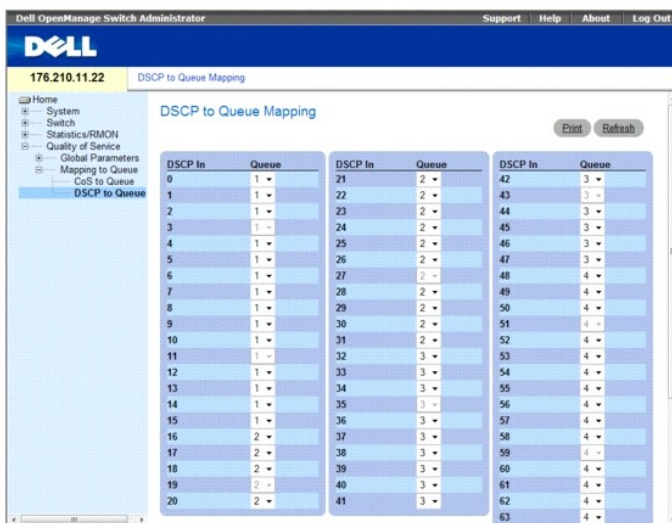 Dell OpenManage Switch Administrator Support Help About Log Out
DELL
176.210.11.22 DSCP to Queue Mapping
Home
System
Switch
Statistics/RMON
Quality of Service
Global Parameters
Mapping to Queue
CoS to Queue
DSCP to Queue
DSCP to Queue Mapping
Print Refresh
DSCP In Queue DSCP In Queue DSCP In Queue
0 1 21 2 42 3
1 1 22 2 43 3
2 1 23 2 44 3
3 1 24 2 45 3
4 1 25 2 46 3
5 1 26 2 47 3
6 1 27 2 48 4
7 1 28 2 49 4
8 1 29 2 50 4
9 1 30 2 51 4
10 1 31 2 52 4
11 1 32 3 53 4
12 1 33 3 54 4
13 1 34 3 55 4
14 1 35 3 56 4
15 1 36 3 57 4
16 2 37 3 58 4
17 2 38 3 59 4
18 2 39 3 60 4
19 2 40 3 61 4
20 2 41 3 62 4
63 4